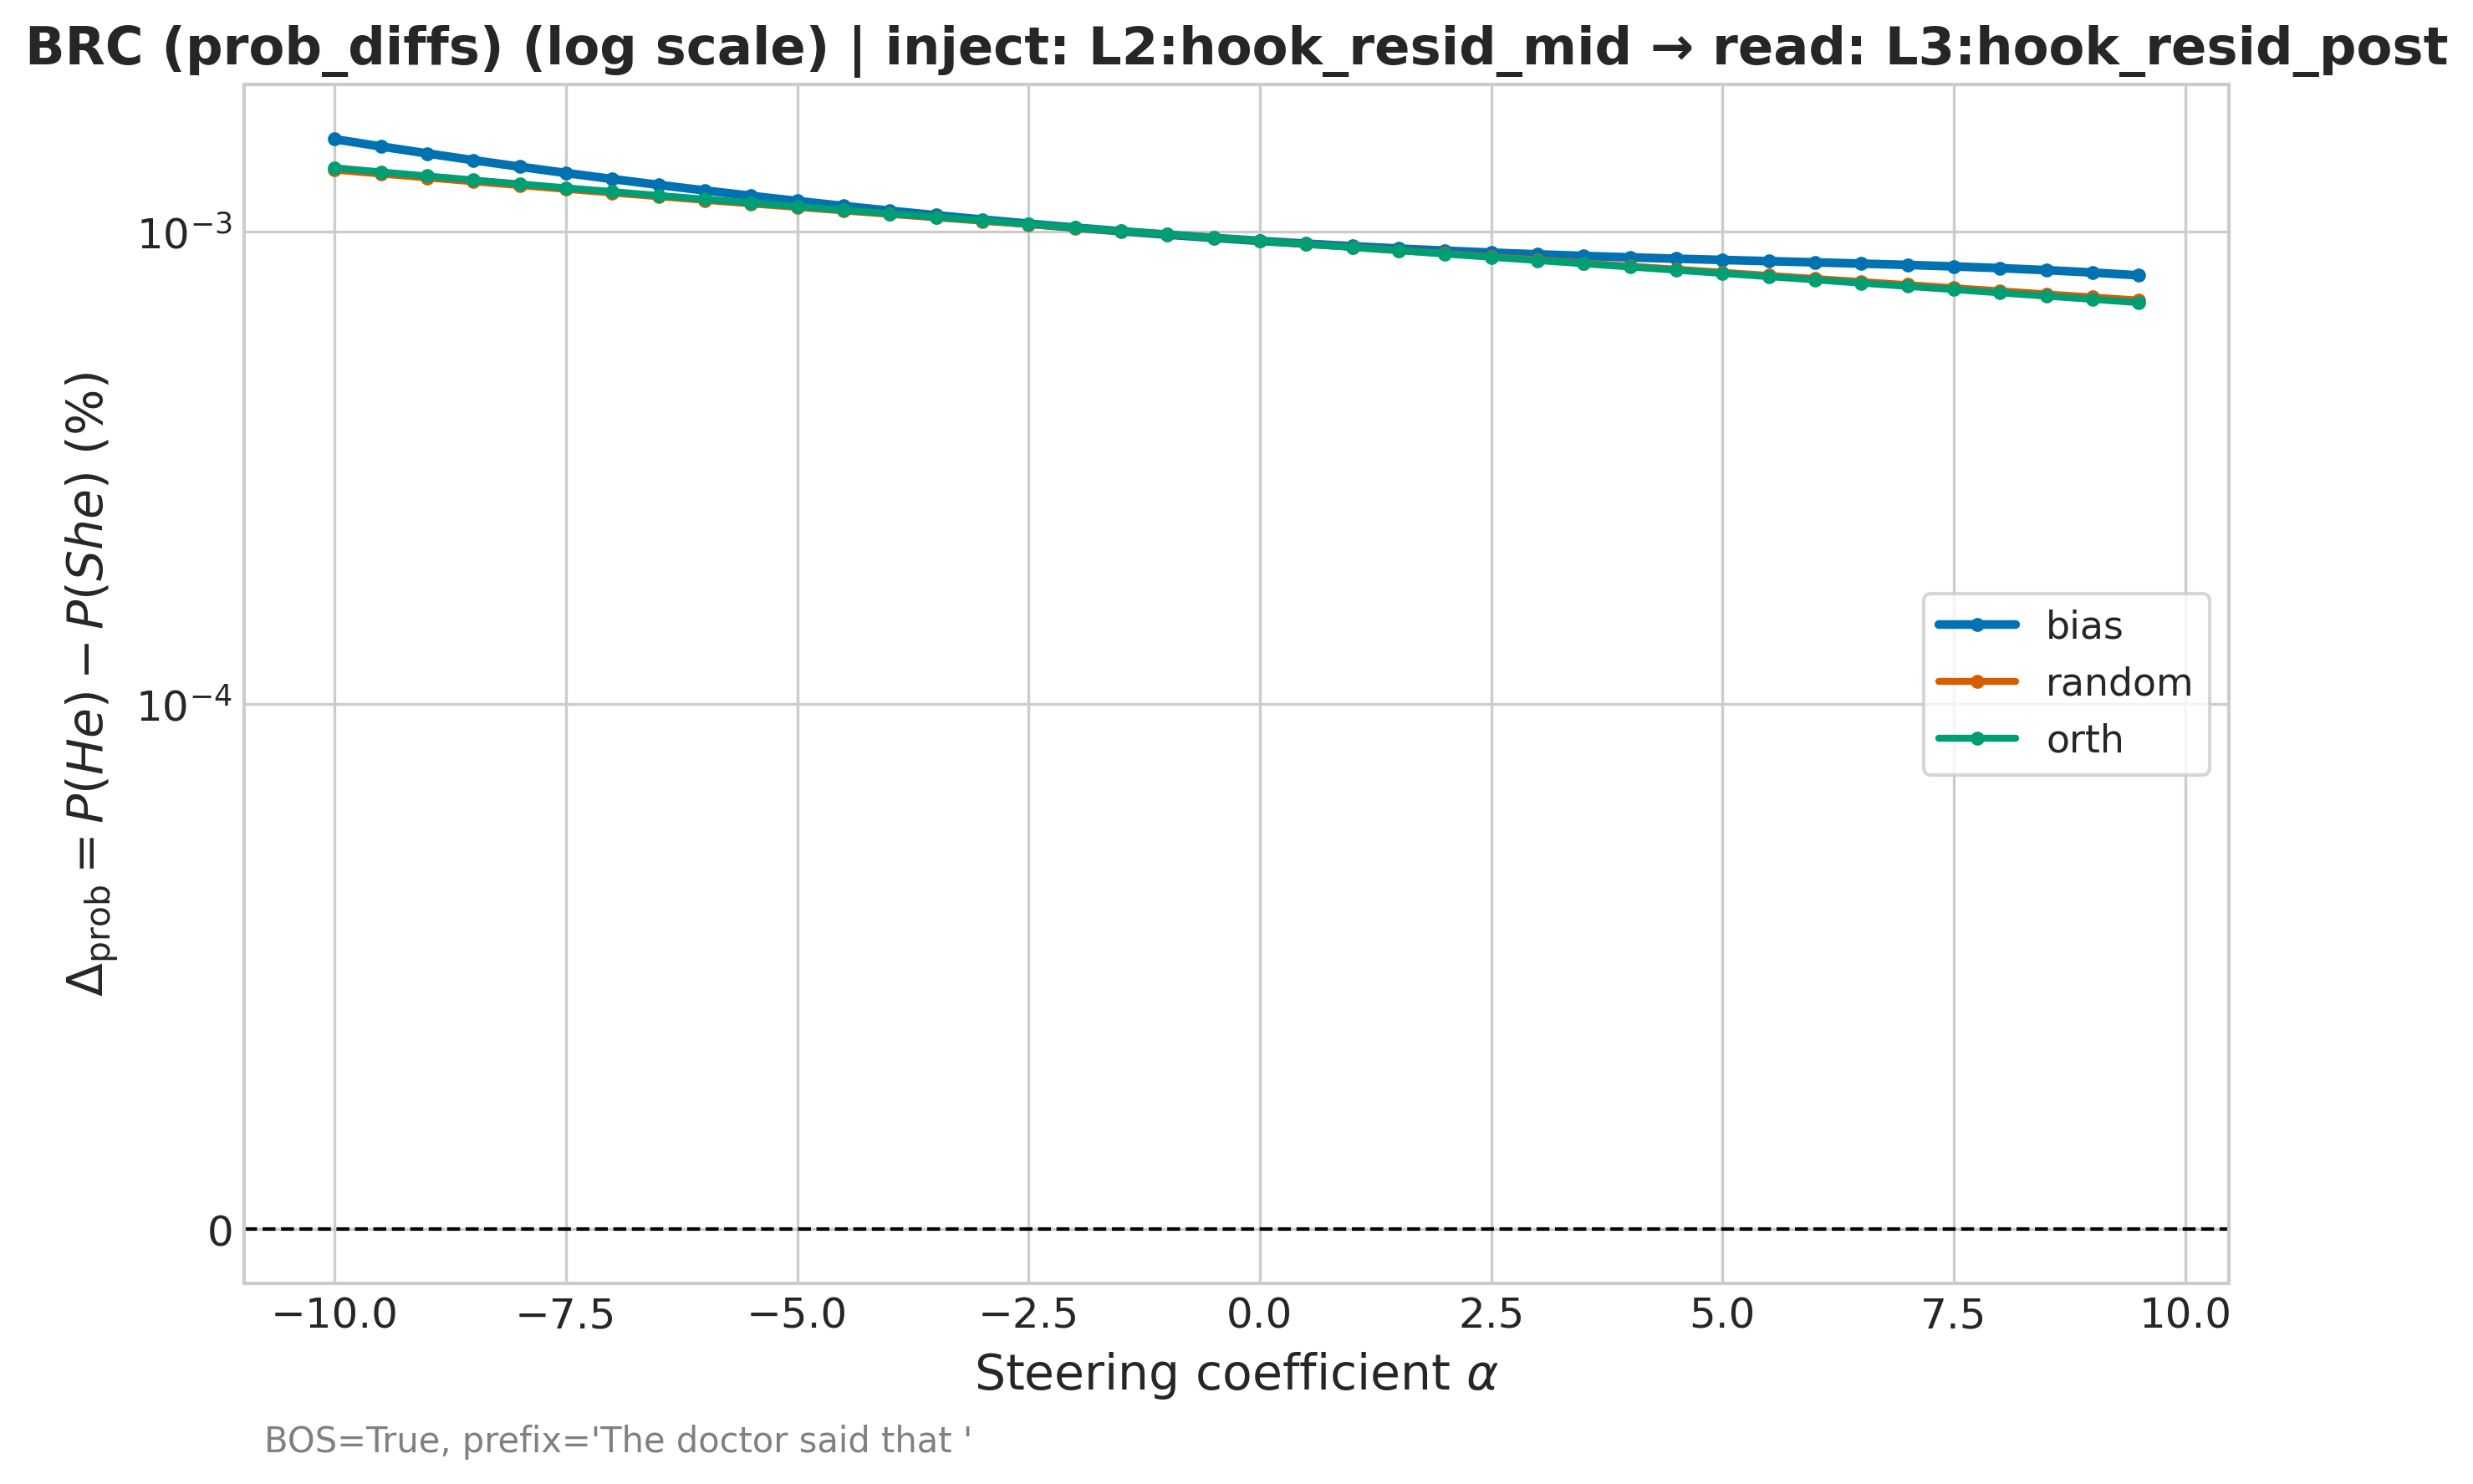 BRC (prob_diffs) (log scale) | inject: L2:hook_resid_mid → read: L3:hook_resid_post
Δprob = P(He) − P(She) (%)
10⁻³
10⁻⁴
0
bias
random
orth
−10.0 −7.5 −5.0 −2.5 0.0 2.5 5.0 7.5 10.0
Steering coefficient α
BOS=True, prefix='The doctor said that '